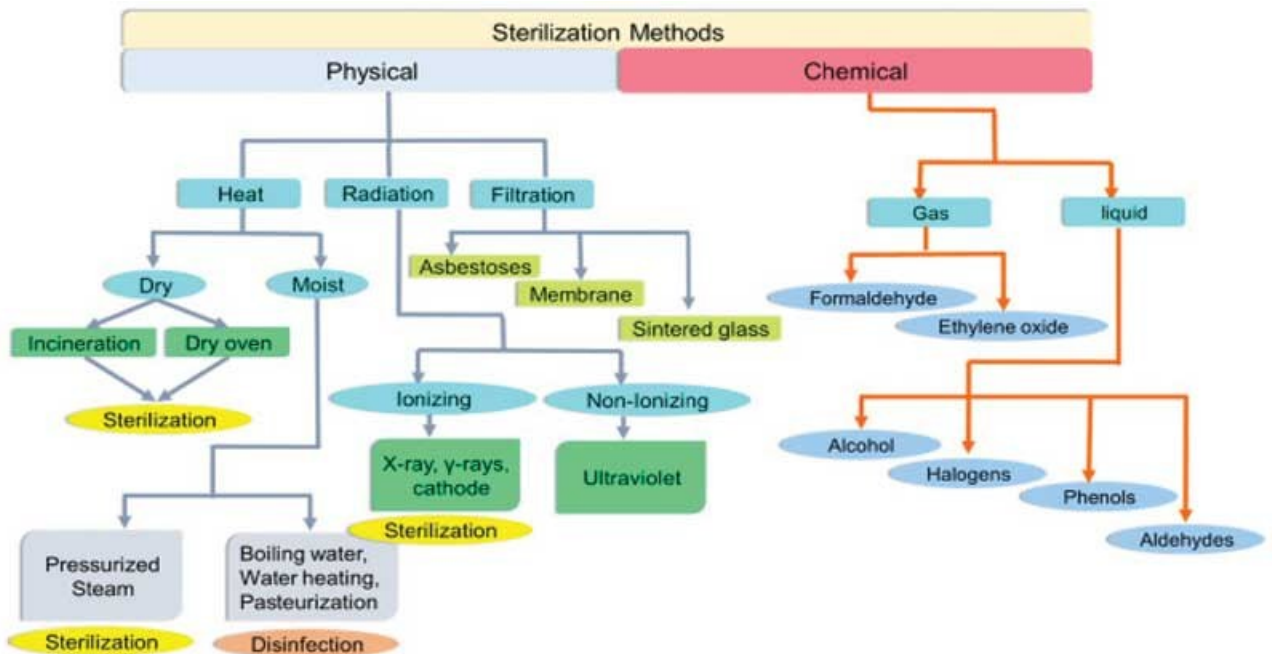 Sterilization Methods
Physical
Chemical
Heat
Radiation
Filtration
Gas
liquid
Asbestoses
Dry
Moist
Membrane
Formaldehyde
Ethylene oxide
Sintered glass
Incineration
Dry oven
Ionizing
Non-Ionizing
Sterilization
Alcohol
Halogens
Phenols
Aldehydes
X-ray, γ-rays,
cathode
Ultraviolet
Sterilization
Pressurized
Steam
Boiling water,
Water heating,
Pasteurization
Sterilization
Disinfection